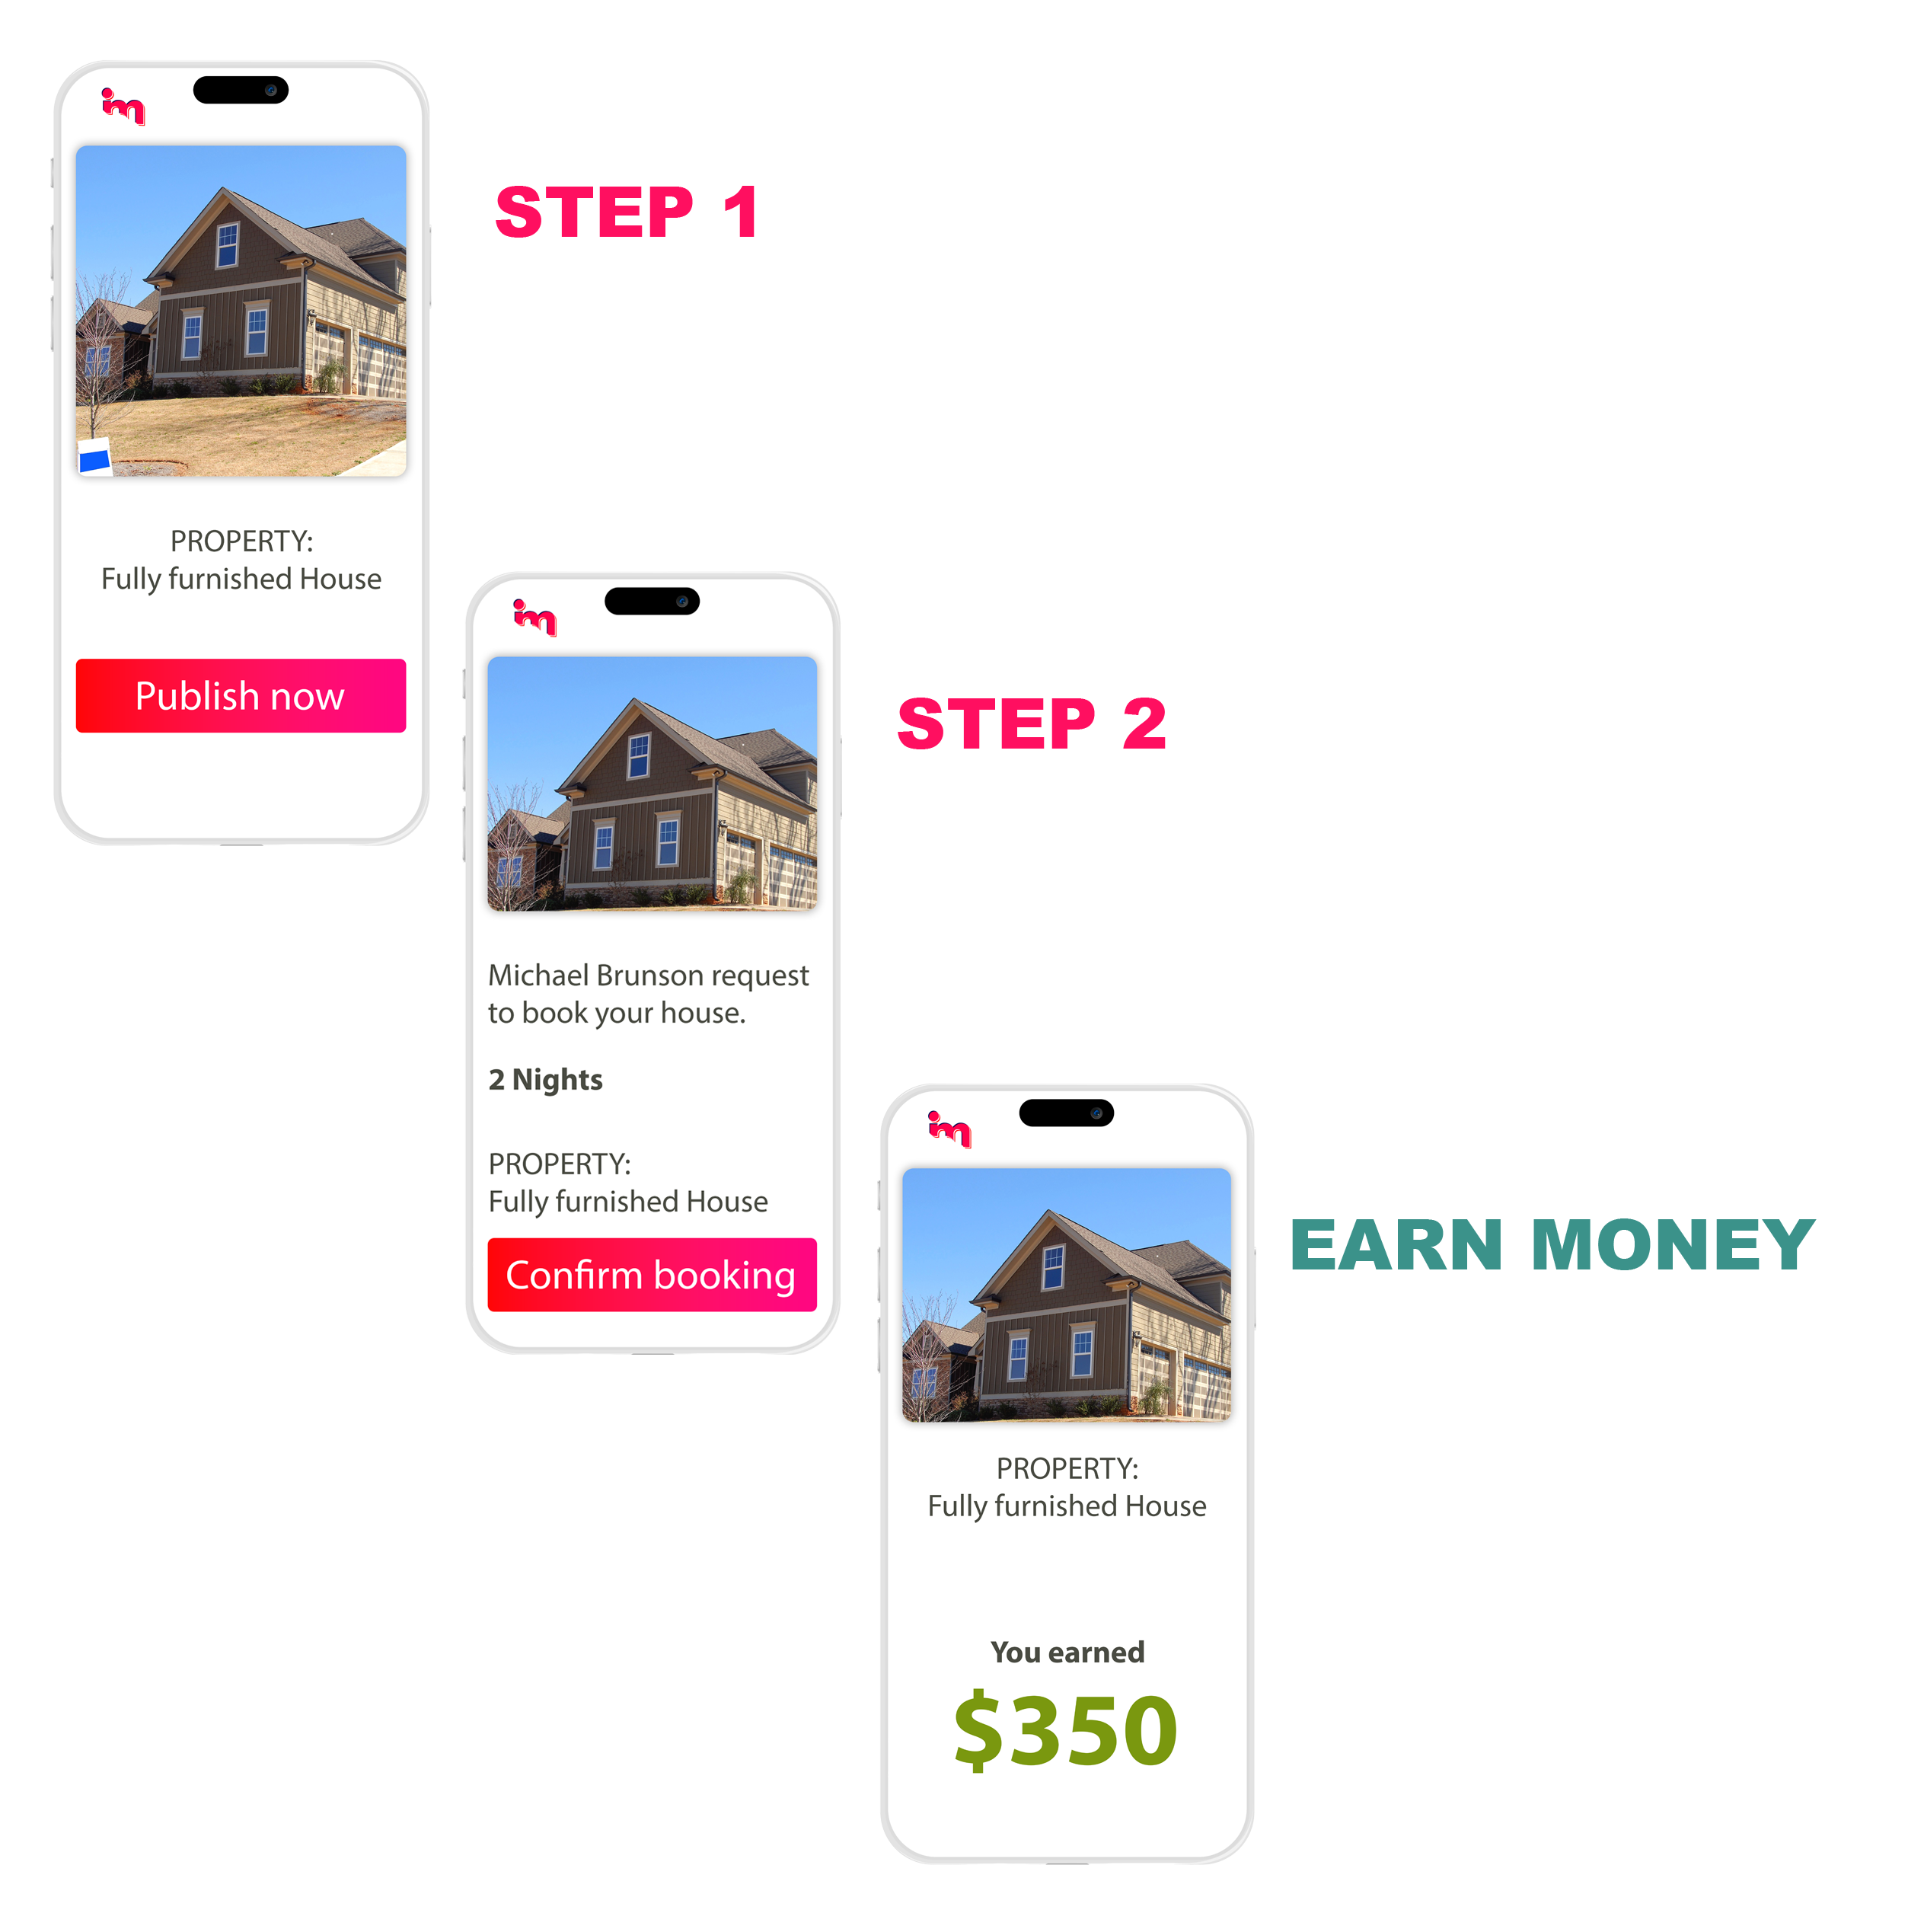 im
STEP 1
PROPERTY:
Fully furnished House
Publish now
im
STEP 2
Michael Brunson request
to book your house.
2 Nights
PROPERTY:
Fully furnished House
Confirm booking
im
EARN MONEY
PROPERTY:
Fully furnished House
You earned
$350